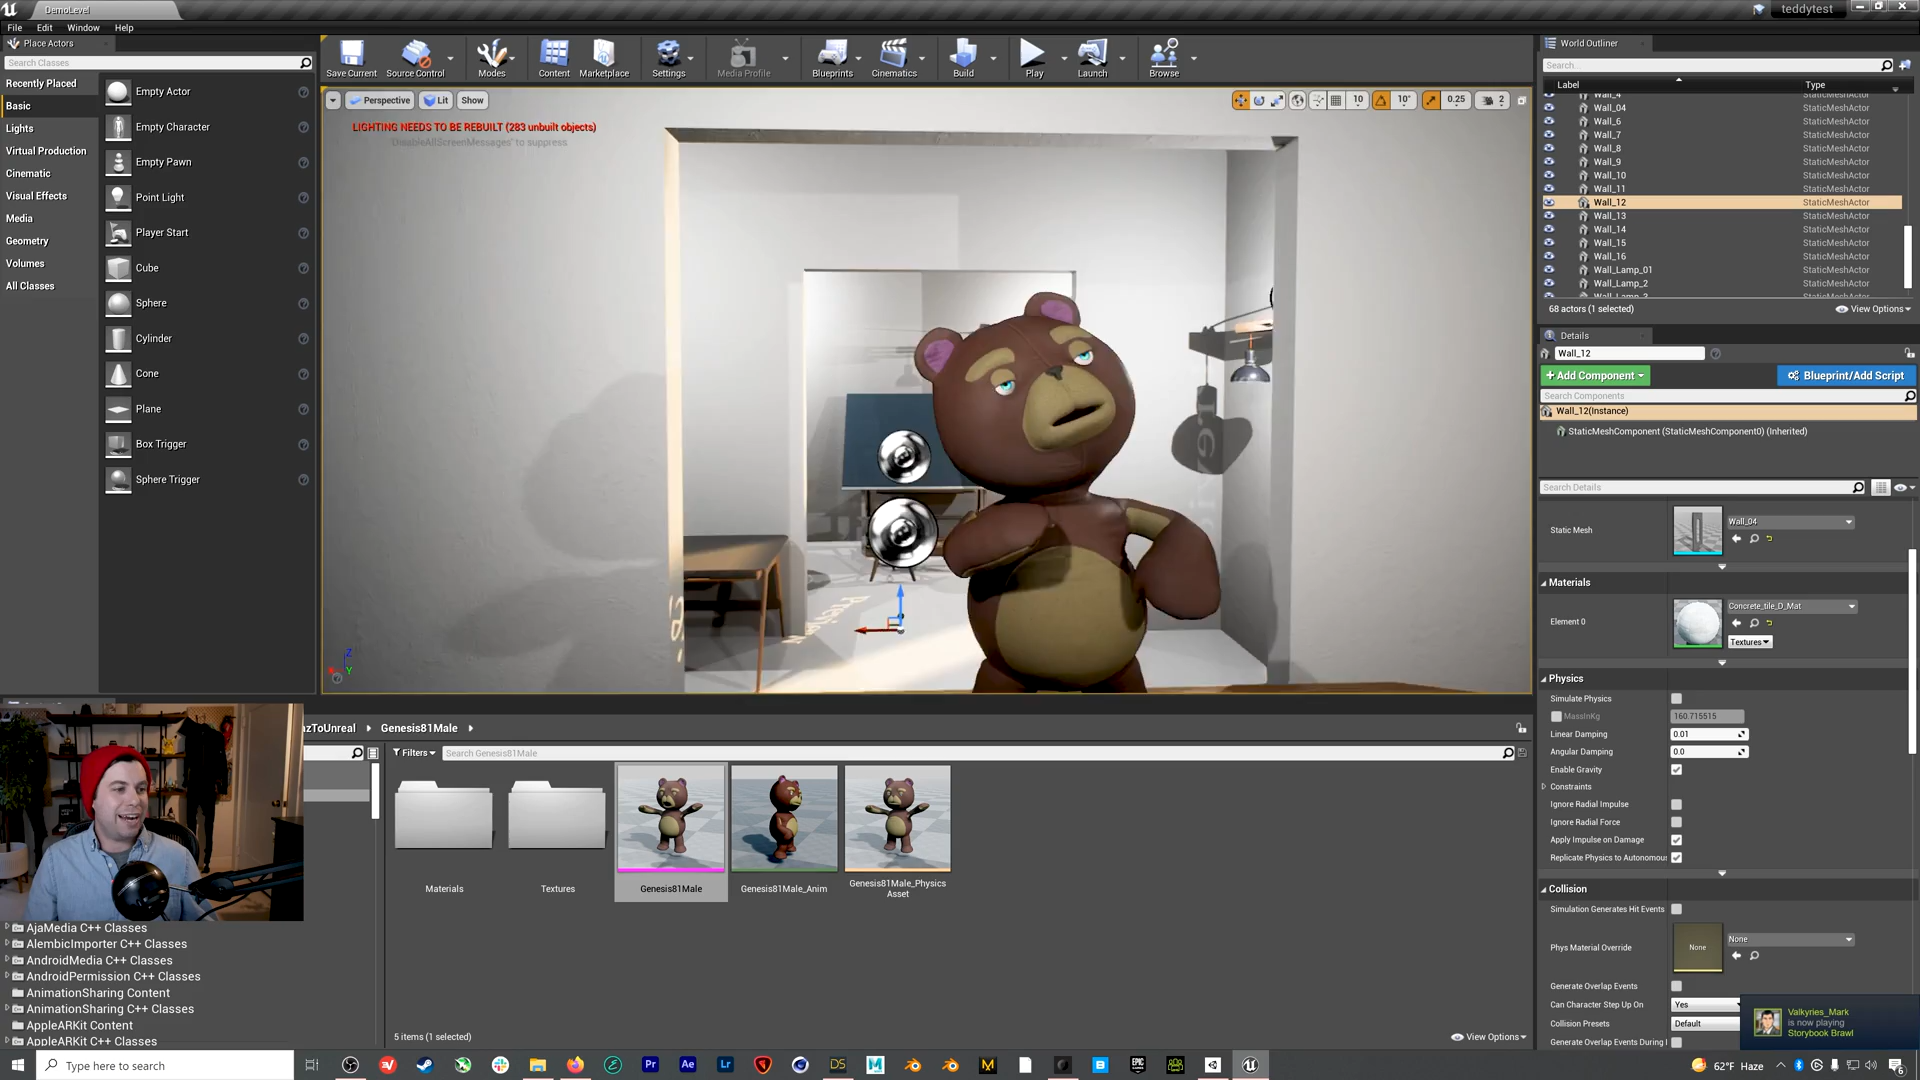 DemoLevel
teddytest
File Edit Window Help
Place Actors
Search Classes
Recently Placed
Basic
Lights
Virtual Production
Cinematic
Visual Effects
Media
Geometry
Volumes
All Classes
Empty Actor
Empty Character
Empty Pawn
Point Light
Player Start
Cube
Sphere
Cylinder
Cone
Plane
Box Trigger
Sphere Trigger
Save Current Source Control Modes Content Marketplace Settings Media Profile Blueprints Cinematics Build Play Launch Browse
Perspective Lit Show
10 10° 0.25 2
LIGHTING NEEDS TO BE REBUILT (283 unbuilt objects)
'DisableAllScreenMessages' to suppress
Z
Y
World Outliner
Search...
Label Type
Wall_4 StaticMeshActor
Wall_04 StaticMeshActor
Wall_6 StaticMeshActor
Wall_7 StaticMeshActor
Wall_8 StaticMeshActor
Wall_9 StaticMeshActor
Wall_10 StaticMeshActor
Wall_11 StaticMeshActor
Wall_12 StaticMeshActor
Wall_13 StaticMeshActor
Wall_14 StaticMeshActor
Wall_15 StaticMeshActor
Wall_16 StaticMeshActor
Wall_Lamp_01 StaticMeshActor
Wall_Lamp_2 StaticMeshActor
Wall_Lamp_3 StaticMeshActor
68 actors (1 selected) View Options
Details
Wall_12
+ Add Component Blueprint/Add Script
Search Components
Wall_12(Instance)
StaticMeshComponent (StaticMeshComponent0) (Inherited)
Search Details
Static Mesh Wall_04
Materials
Element 0 Concrete_tile_D_Mat
Textures
Physics
Simulate Physics
MassInKg 160.715515
Linear Damping 0.01
Angular Damping 0.0
Enable Gravity
Constraints
Ignore Radial Impulse
Ignore Radial Force
Apply Impulse on Damage
Replicate Physics to Autonomou
Collision
Simulation Generates Hit Events
Phys Material Override None None
Generate Overlap Events
Can Character Step Up On Yes
Collision Presets Default
Generate Overlap Events During
azToUnreal Genesis81Male
Filters Search Genesis81Male
Materials
Textures
Genesis81Male
Genesis81Male_Anim
Genesis81Male_Physics
Asset
5 items (1 selected) View Options
AjaMedia C++ Classes
AlembicImporter C++ Classes
AndroidMedia C++ Classes
AndroidPermission C++ Classes
AnimationSharing Content
AnimationSharing C++ Classes
AppleARKit Content
AppleARKit C++ Classes
Valkyries_Mark
is now playing
Storybook Brawl
Type here to search
Pr Ae Lr DS
62°F Haze
6